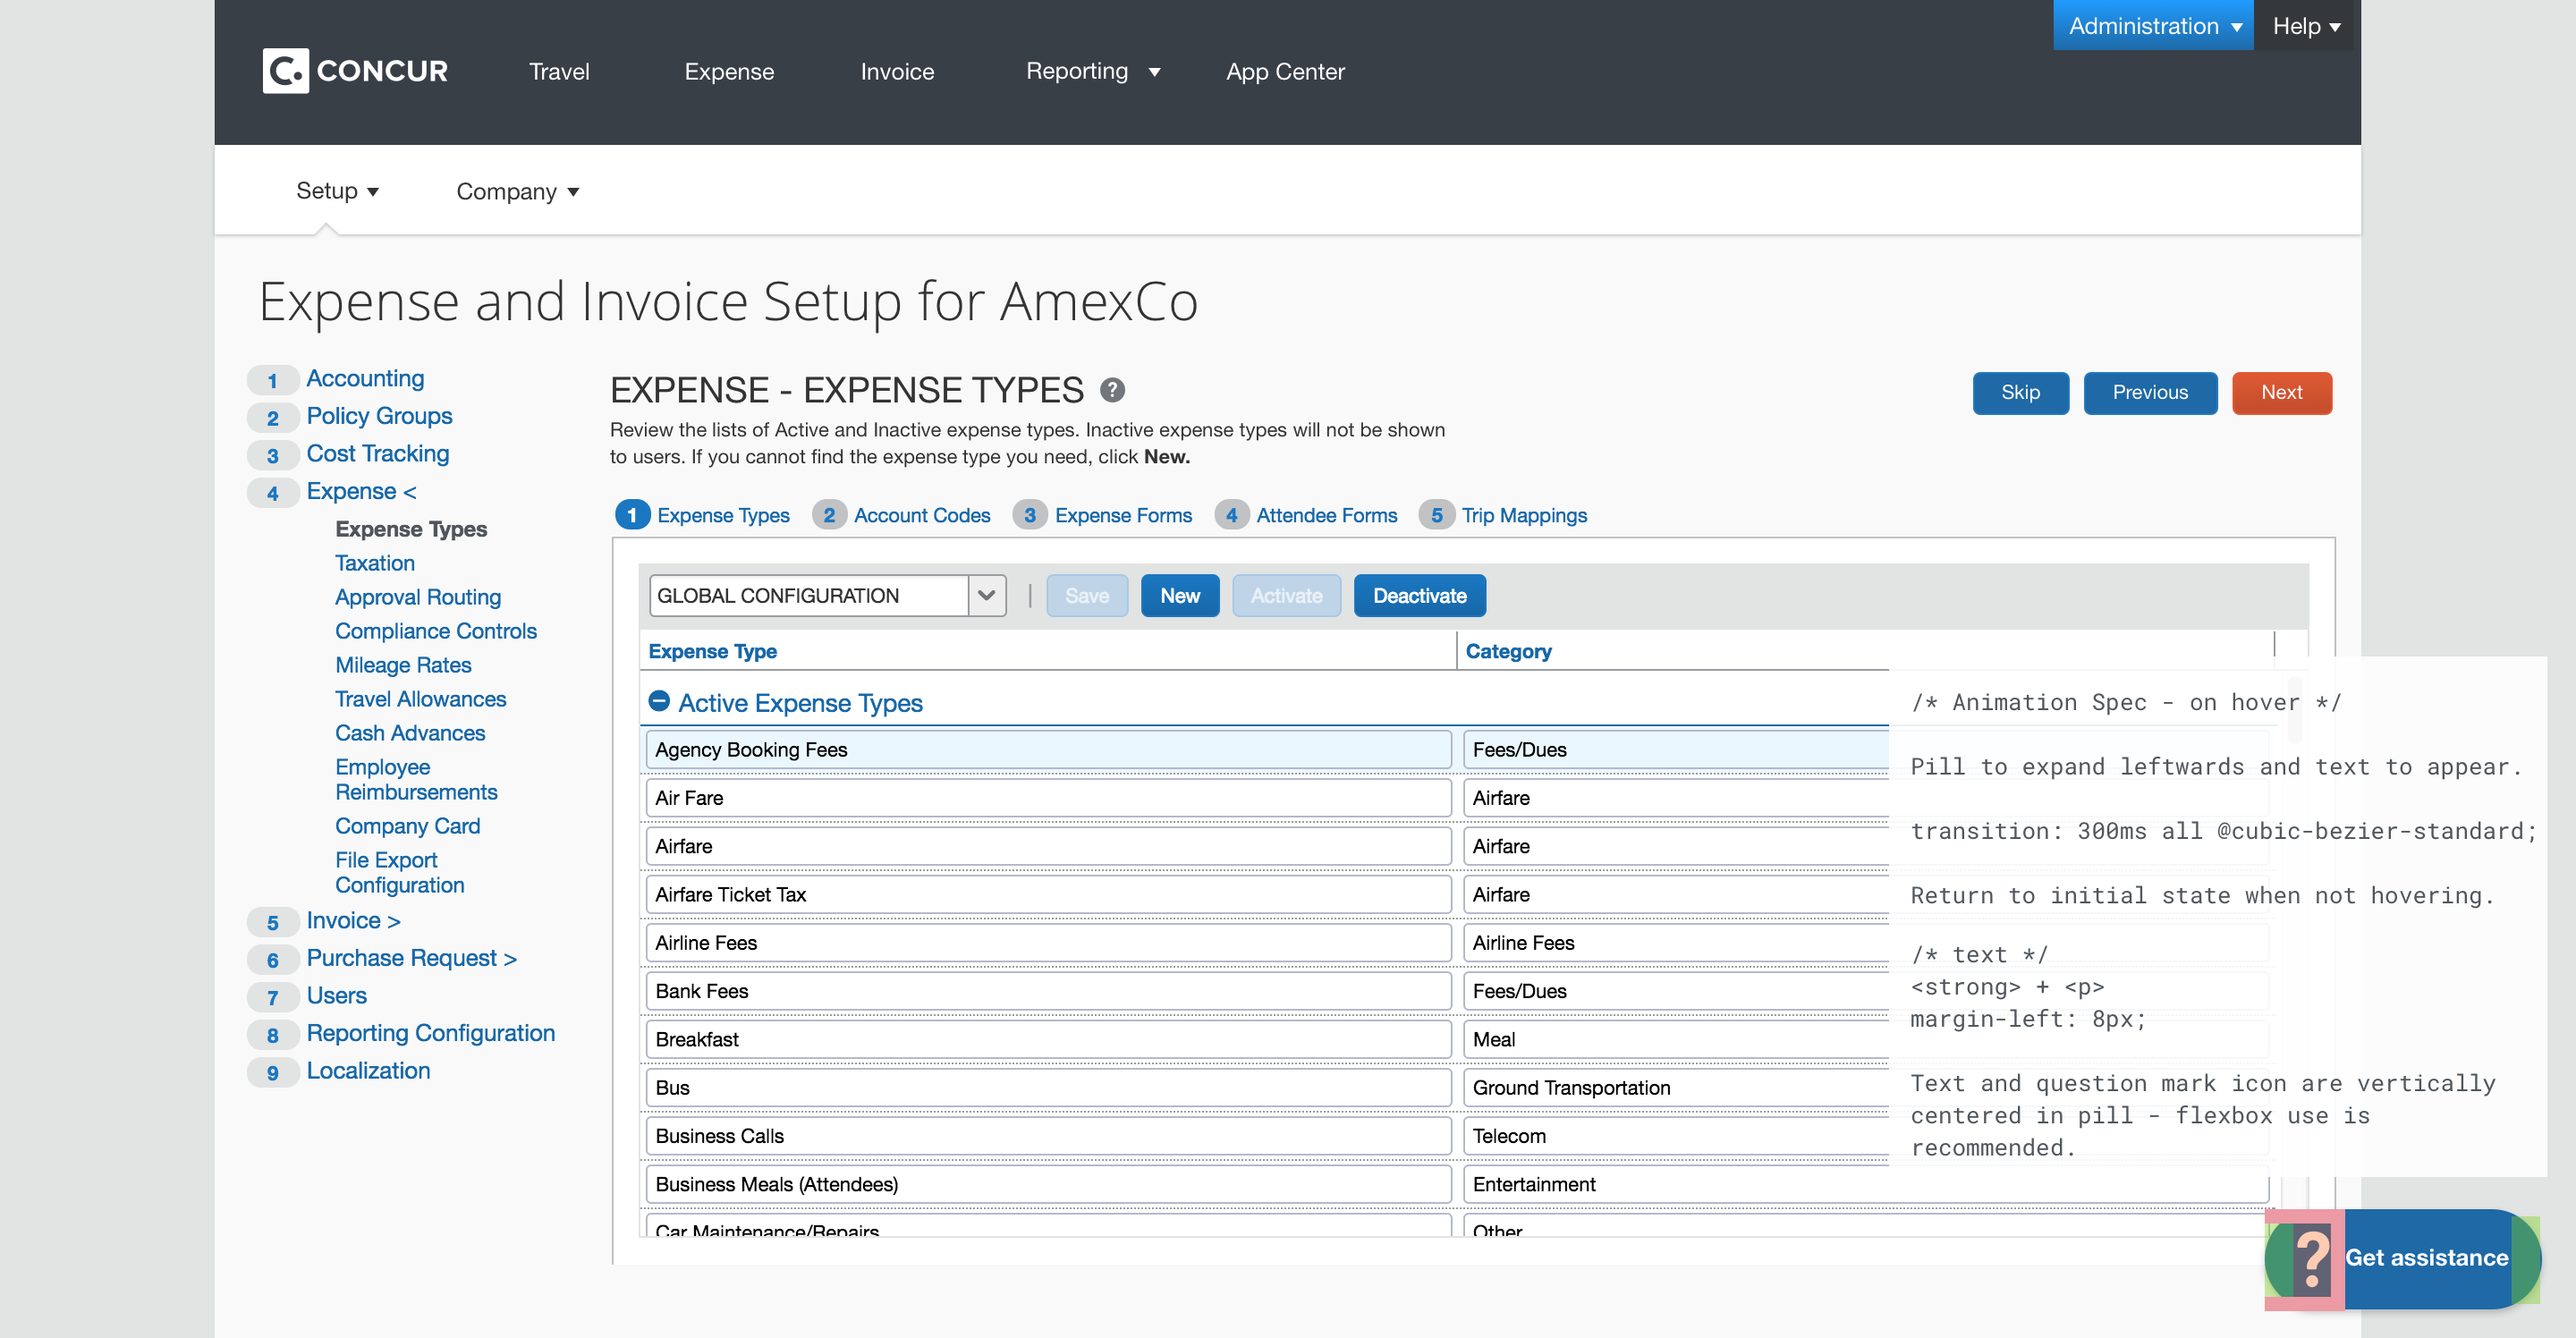 Administration ▼ Help ▼
C. CONCUR Travel Expense Invoice Reporting ▼ App Center
Setup ▼ Company ▼
Expense and Invoice Setup for AmexCo
1 Accounting
2 Policy Groups
3 Cost Tracking
4 Expense <
Expense Types
Taxation
Approval Routing
Compliance Controls
Mileage Rates
Travel Allowances
Cash Advances
Employee
Reimbursements
Company Card
File Export
Configuration
5 Invoice >
6 Purchase Request >
7 Users
8 Reporting Configuration
9 Localization
EXPENSE - EXPENSE TYPES ?
Review the lists of Active and Inactive expense types. Inactive expense types will not be shown
to users. If you cannot find the expense type you need, click New.
Skip Previous Next
1 Expense Types 2 Account Codes 3 Expense Forms 4 Attendee Forms 5 Trip Mappings
GLOBAL CONFIGURATION | Save New Activate Deactivate
Expense Type Category
Active Expense Types
Agency Booking Fees Fees/Dues
Air Fare Airfare
Airfare Airfare
Airfare Ticket Tax Airfare
Airline Fees Airline Fees
Bank Fees Fees/Dues
Breakfast Meal
Bus Ground Transportation
Business Calls Telecom
Business Meals (Attendees) Entertainment
Car Maintenance/Repairs Other
/* Animation Spec - on hover */
Pill to expand leftwards and text to appear.
transition: 300ms all @cubic-bezier-standard;
Return to initial state when not hovering.
/* text */
<strong> + <p>
margin-left: 8px;
Text and question mark icon are vertically
centered in pill - flexbox use is
recommended.
? Get assistance